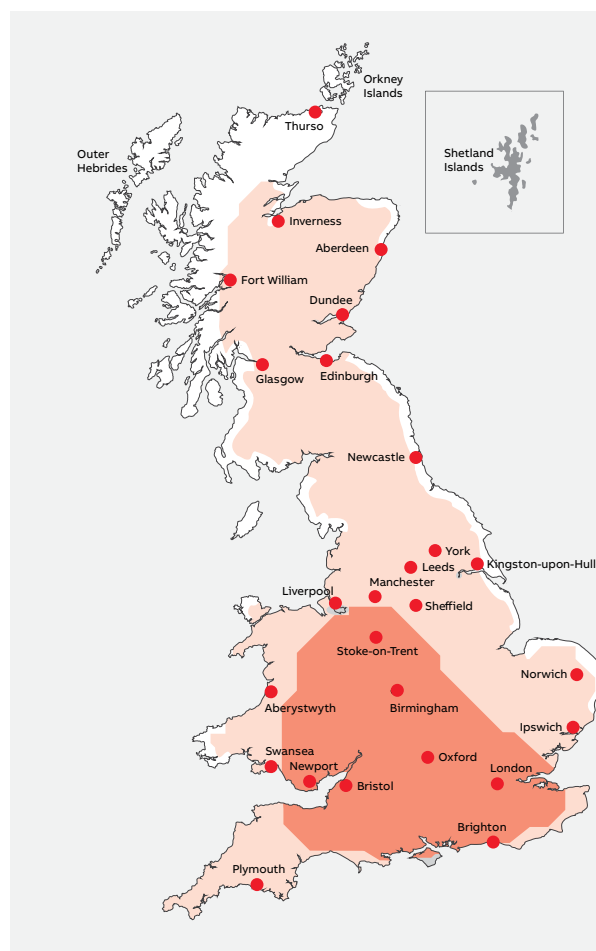 Orkney
Islands
Thurso
Outer
Hebrides
Shetland
Islands
Inverness
Aberdeen
Fort William
Dundee
Glasgow
Edinburgh
Newcastle
York
Leeds
Kingston-upon-Hull
Manchester
Liverpool
Sheffield
Stoke-on-Trent
Norwich
Aberystwyth
Birmingham
Ipswich
Swansea
Newport
Oxford
London
Bristol
Brighton
Plymouth